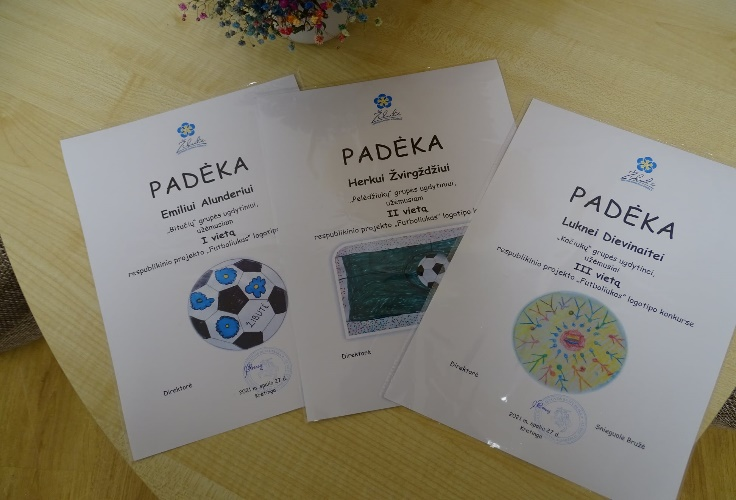 PADĖKA
Emiliui Alunderiui
„Bitučių" grupės ugdytiniui,
užėmusiam
I vietą
respublikinio projekto „Futboliukas" logotipo
ŽIBUTĖ
Direktorė
2021 m. spalio 27 d.
Kretinga
PADĖKA
Herkui Žvirgždžiui
„Pelėdžiukų" grupės ugdytiniui,
užėmusiam
II vietą
respublikinio projekto „Futboliukas" logotipo k
Direktorė
PADĖKA
Luknei Dievinaitei
„Kačiukų" grupės ugdytinei,
užėmusiai
III vietą
respublikinio projekto „Futboliukas" logotipo konkurse
Direktorė
2021 m. spalio 27 d.
Kretinga
Snieguolė Bružė